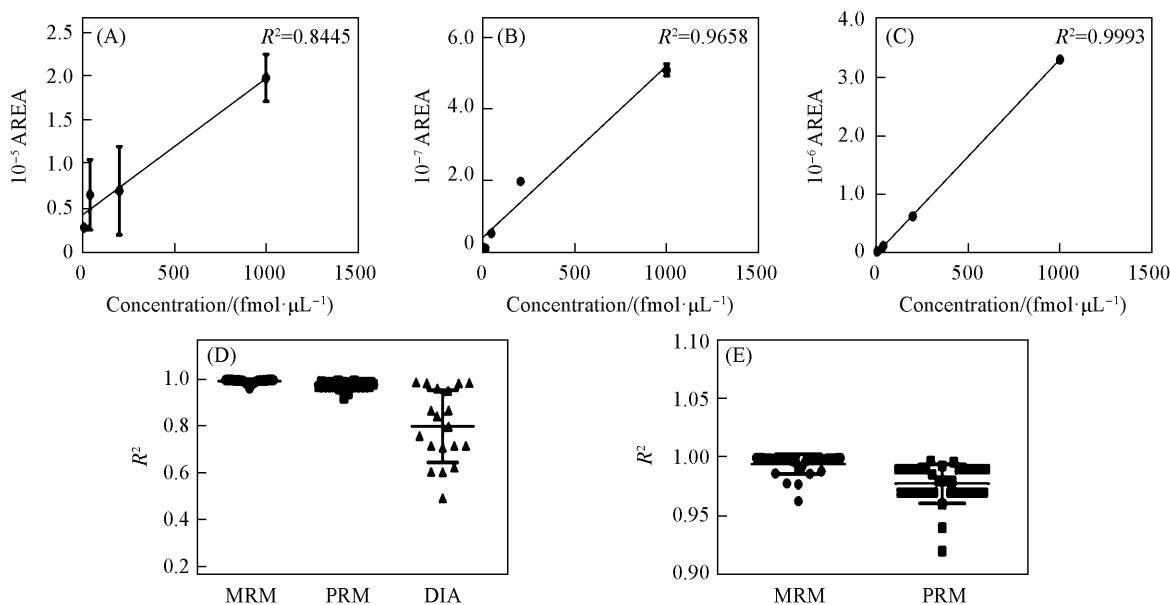 (A)
R²=0.8445
2.5
2.0
1.5
1.0
0.5
0
10⁻⁵ AREA
0 500 1000 1500
Concentration/(fmol·μL⁻¹)
(B)
R²=0.9658
6.0
4.0
2.0
0
10⁻⁷ AREA
0 500 1000 1500
Concentration/(fmol·μL⁻¹)
(C)
R²=0.9993
4.0
3.0
2.0
1.0
0
10⁻⁶ AREA
0 500 1000 1500
Concentration/(fmol·μL⁻¹)
(D)
1.0
0.8
0.6
0.4
0.2
R²
MRM PRM DIA
(E)
1.10
1.05
1.00
0.95
0.90
R²
MRM PRM